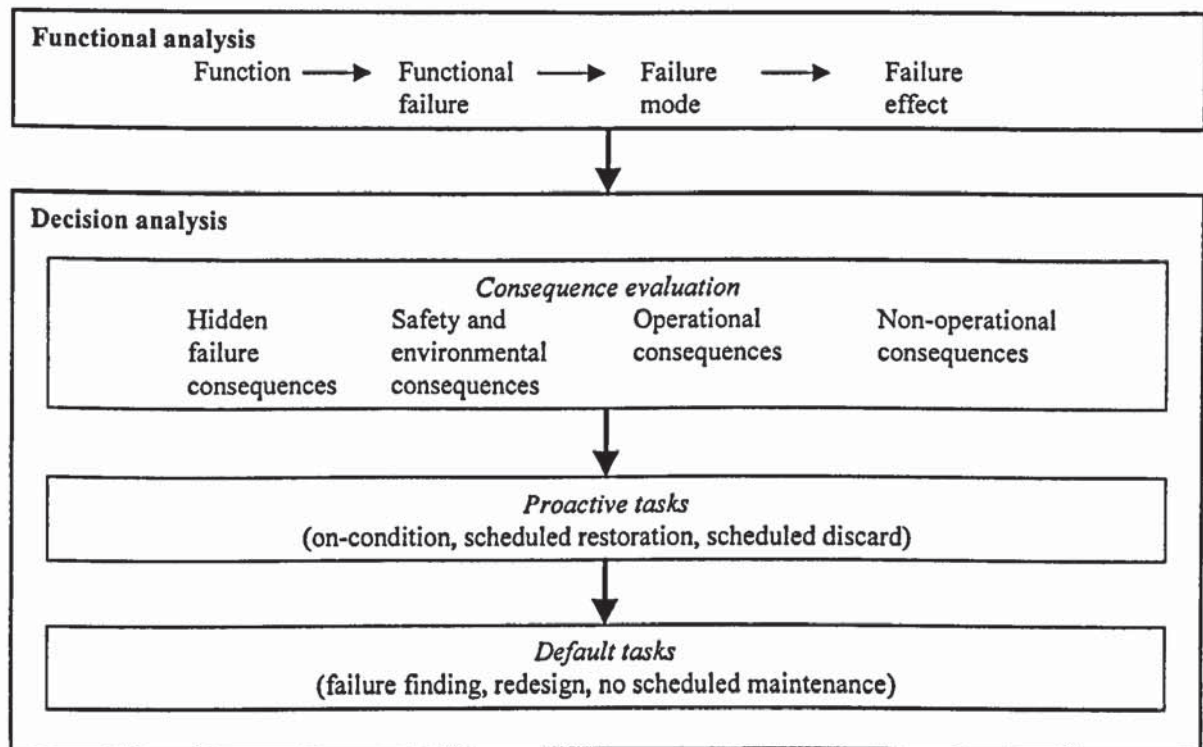 Functional analysis
Function Functional failure Failure mode Failure effect
Decision analysis
Consequence evaluation
Hidden failure consequences Safety and environmental consequences Operational consequences Non-operational consequences
Proactive tasks
(on-condition, scheduled restoration, scheduled discard)
Default tasks
(failure finding, redesign, no scheduled maintenance)